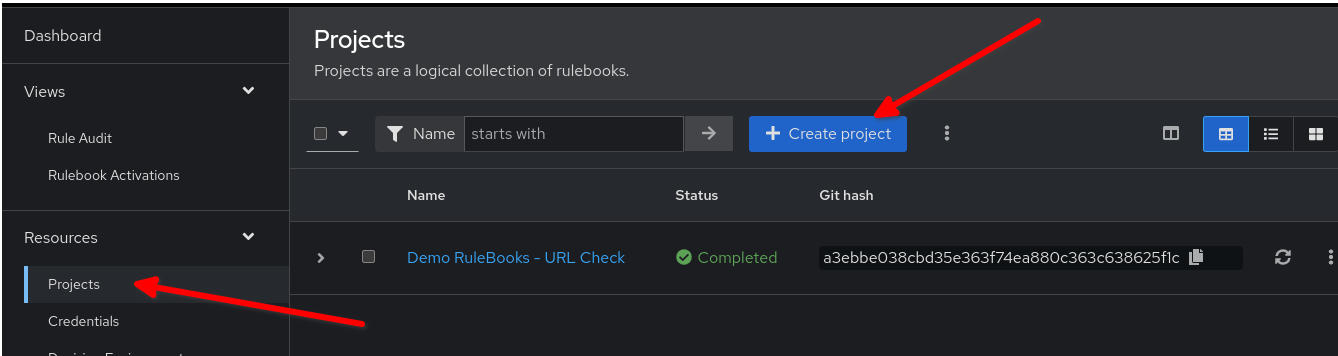 Dashboard
Views
Rule Audit
Rulebook Activations
Resources
Projects
Credentials
Projects
Projects are a logical collection of rulebooks.
Name
starts with
Create project
Name Status Git hash
Demo RuleBooks - URL Check Completed a3ebbe038cbd35e363f74ea880c363c638625f1c